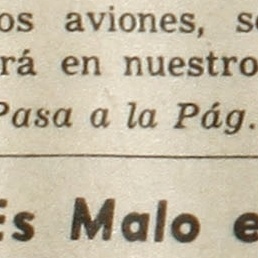 os aviones, s
rá en nuestro
Pasa a la Pág.
Es Malo e